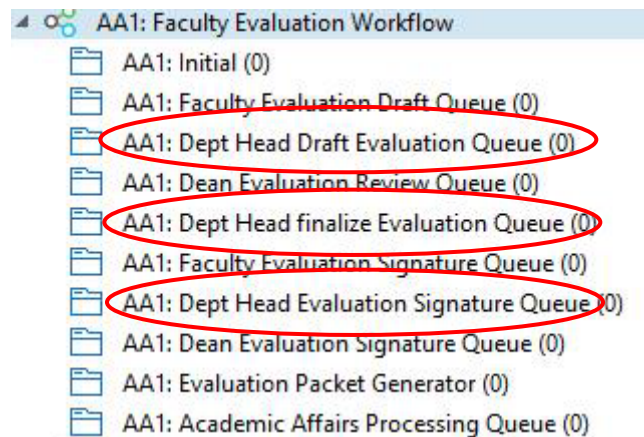 AA1: Faculty Evaluation Workflow
AA1: Initial (0)
AA1: Faculty Evaluation Draft Queue (0)
AA1: Dept Head Draft Evaluation Queue (0)
AA1: Dean Evaluation Review Queue (0)
AA1: Dept Head finalize Evaluation Queue (0)
AA1: Faculty Evaluation Signature Queue (0)
AA1: Dept Head Evaluation Signature Queue (0)
AA1: Dean Evaluation Signature Queue (0)
AA1: Evaluation Packet Generator (0)
AA1: Academic Affairs Processing Queue (0)